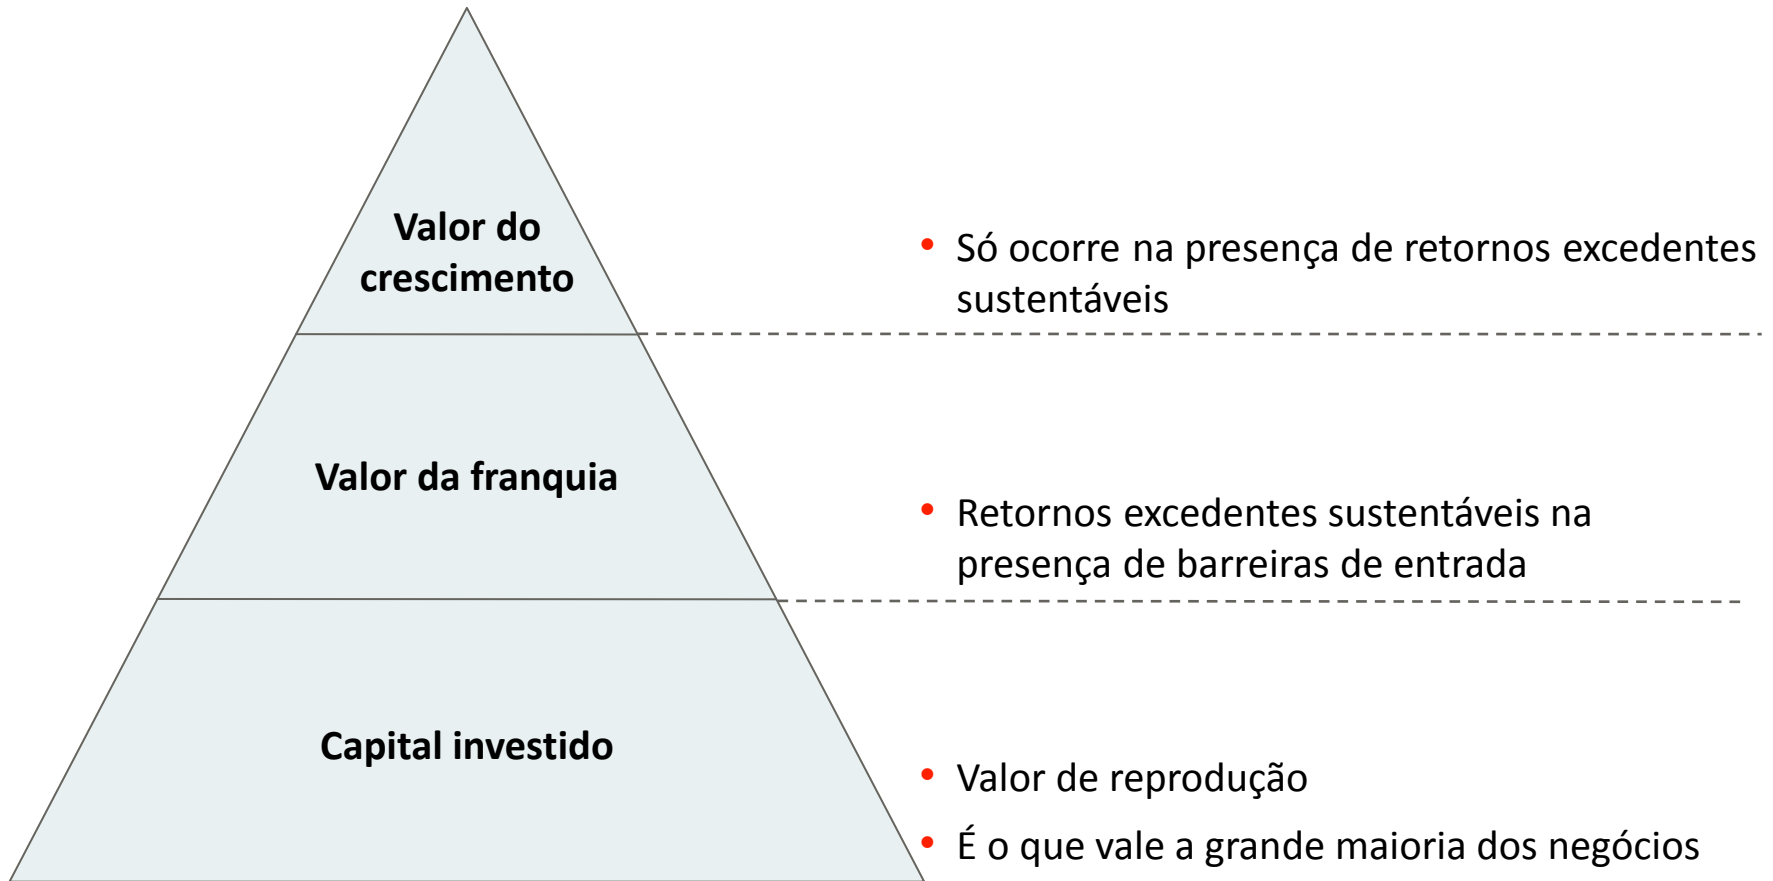 Valor do
crescimento
• Só ocorre na presença de retornos excedentes
sustentáveis
Valor da franquia
• Retornos excedentes sustentáveis na
presença de barreiras de entrada
Capital investido
• Valor de reprodução
• É o que vale a grande maioria dos negócios